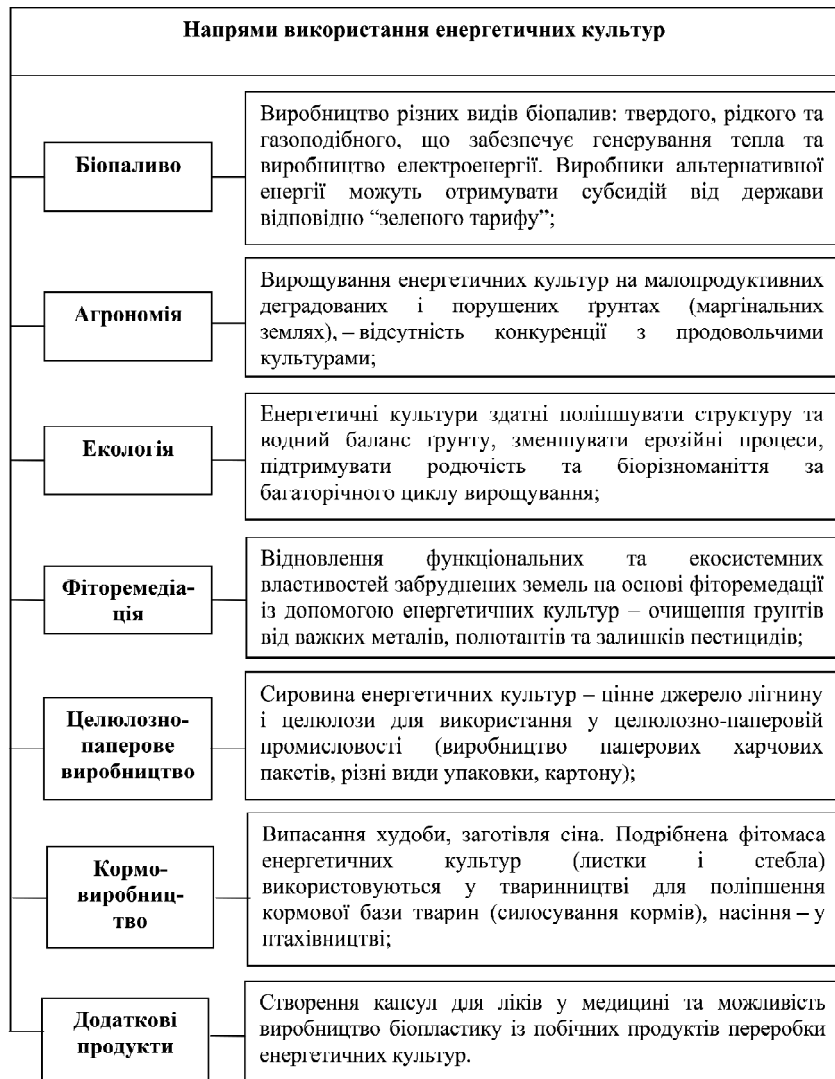 Напрями використання енергетичних культур
Біопаливо
Виробництво різних видів біопалив: твердого, рідкого та
газоподібного, що забезпечує генерування тепла та
виробництво електроенергії. Виробники альтернативної
енергії можуть отримувати субсидій від держави
відповідно “зеленого тарифу”;
Агрономія
Вирощування енергетичних культур на малопродуктивних
деградованих і порушених ґрунтах (маргінальних
землях), – відсутність конкуренції з продовольчими
культурами;
Екологія
Енергетичні культури здатні поліпшувати структуру та
водний баланс ґрунту, зменшувати ерозійні процеси,
підтримувати родючість та біорізноманіття за
багаторічного циклу вирощування;
Фіторемедіа-
ція
Відновлення функціональних та екосистемних
властивостей забруднених земель на основі фіторемедації
із допомогою енергетичних культур – очищення ґрунтів
від важких металів, полютантів та залишків пестицидів;
Целюлозно-
паперове
виробництво
Сировина енергетичних культур – цінне джерело лігнину
і целюлози для використання у целюлозно-паперовій
промисловості (виробництво паперових харчових
пакетів, різні види упаковки, картону);
Кормо-
виробниц-
тво
Випасання худоби, заготівля сіна. Подрібнена фітомаса
енергетичних культур (листки і стебла)
використовуються у тваринництві для поліпшення
кормової бази тварин (силосування кормів), насіння – у
птахівництві;
Додаткові
продукти
Створення капсул для ліків у медицині та можливість
виробництво біопластику із побічних продуктів переробки
енергетичних культур.